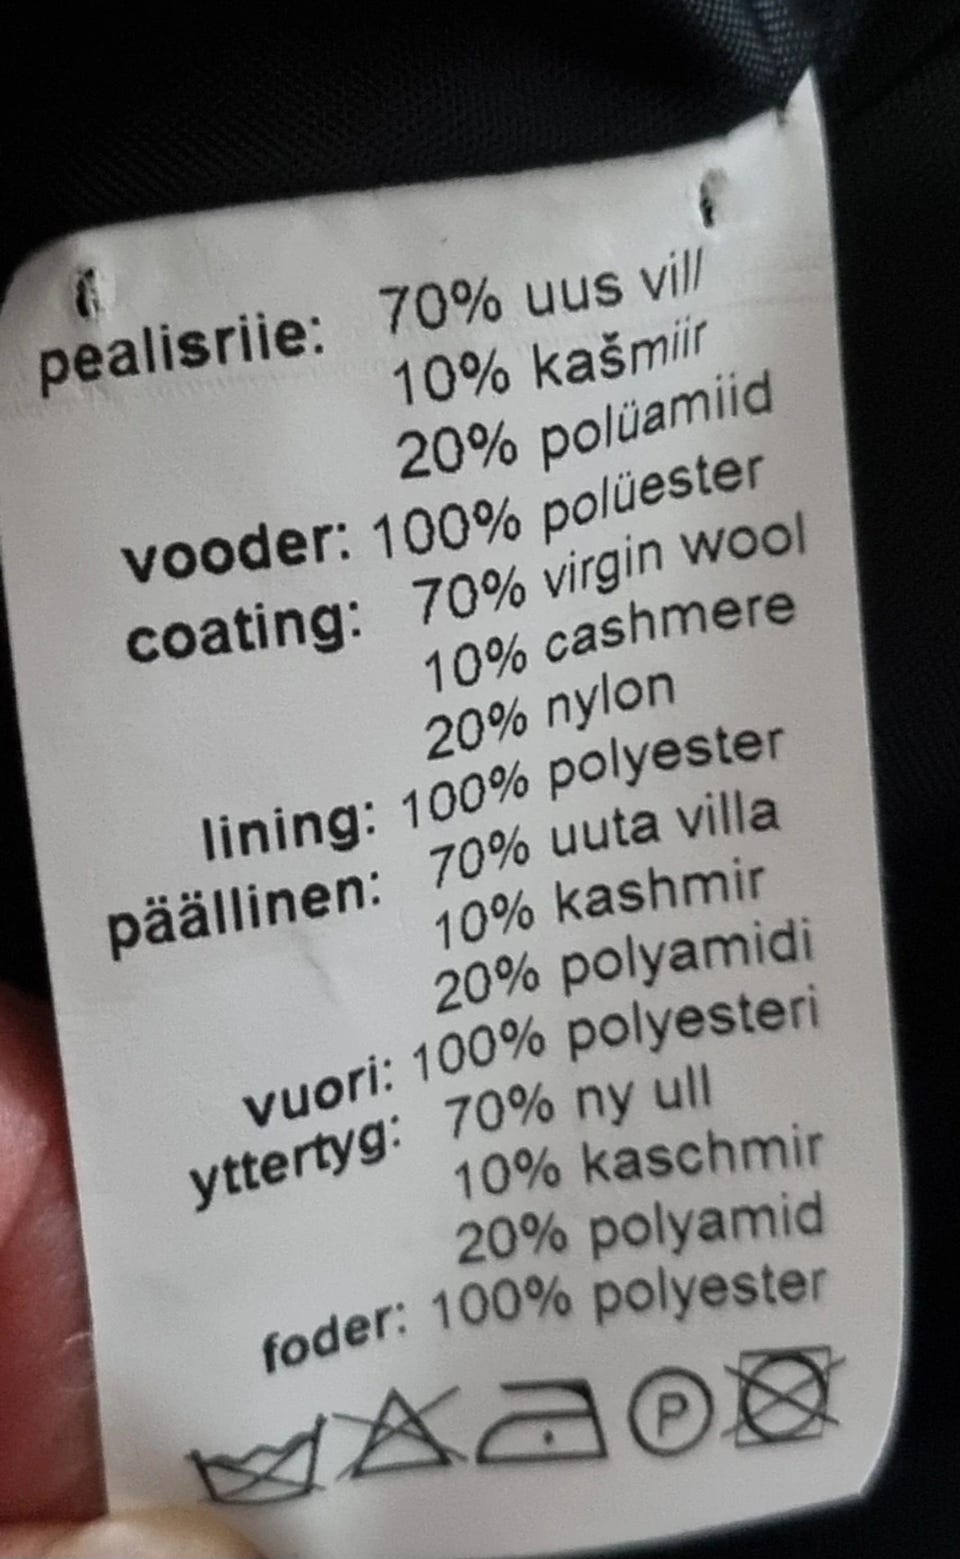 pealisriie: 70% uus vill
10% kašmiir
20% polüamiid
vooder: 100% polüester
coating: 70% virgin wool
10% cashmere
20% nylon
lining: 100% polyester
päällinen: 70% uuta villa
10% kashmir
20% polyamidi
vuori: 100% polyesteri
yttertyg: 70% ny ull
10% kaschmir
20% polyamid
foder: 100% polyester
P